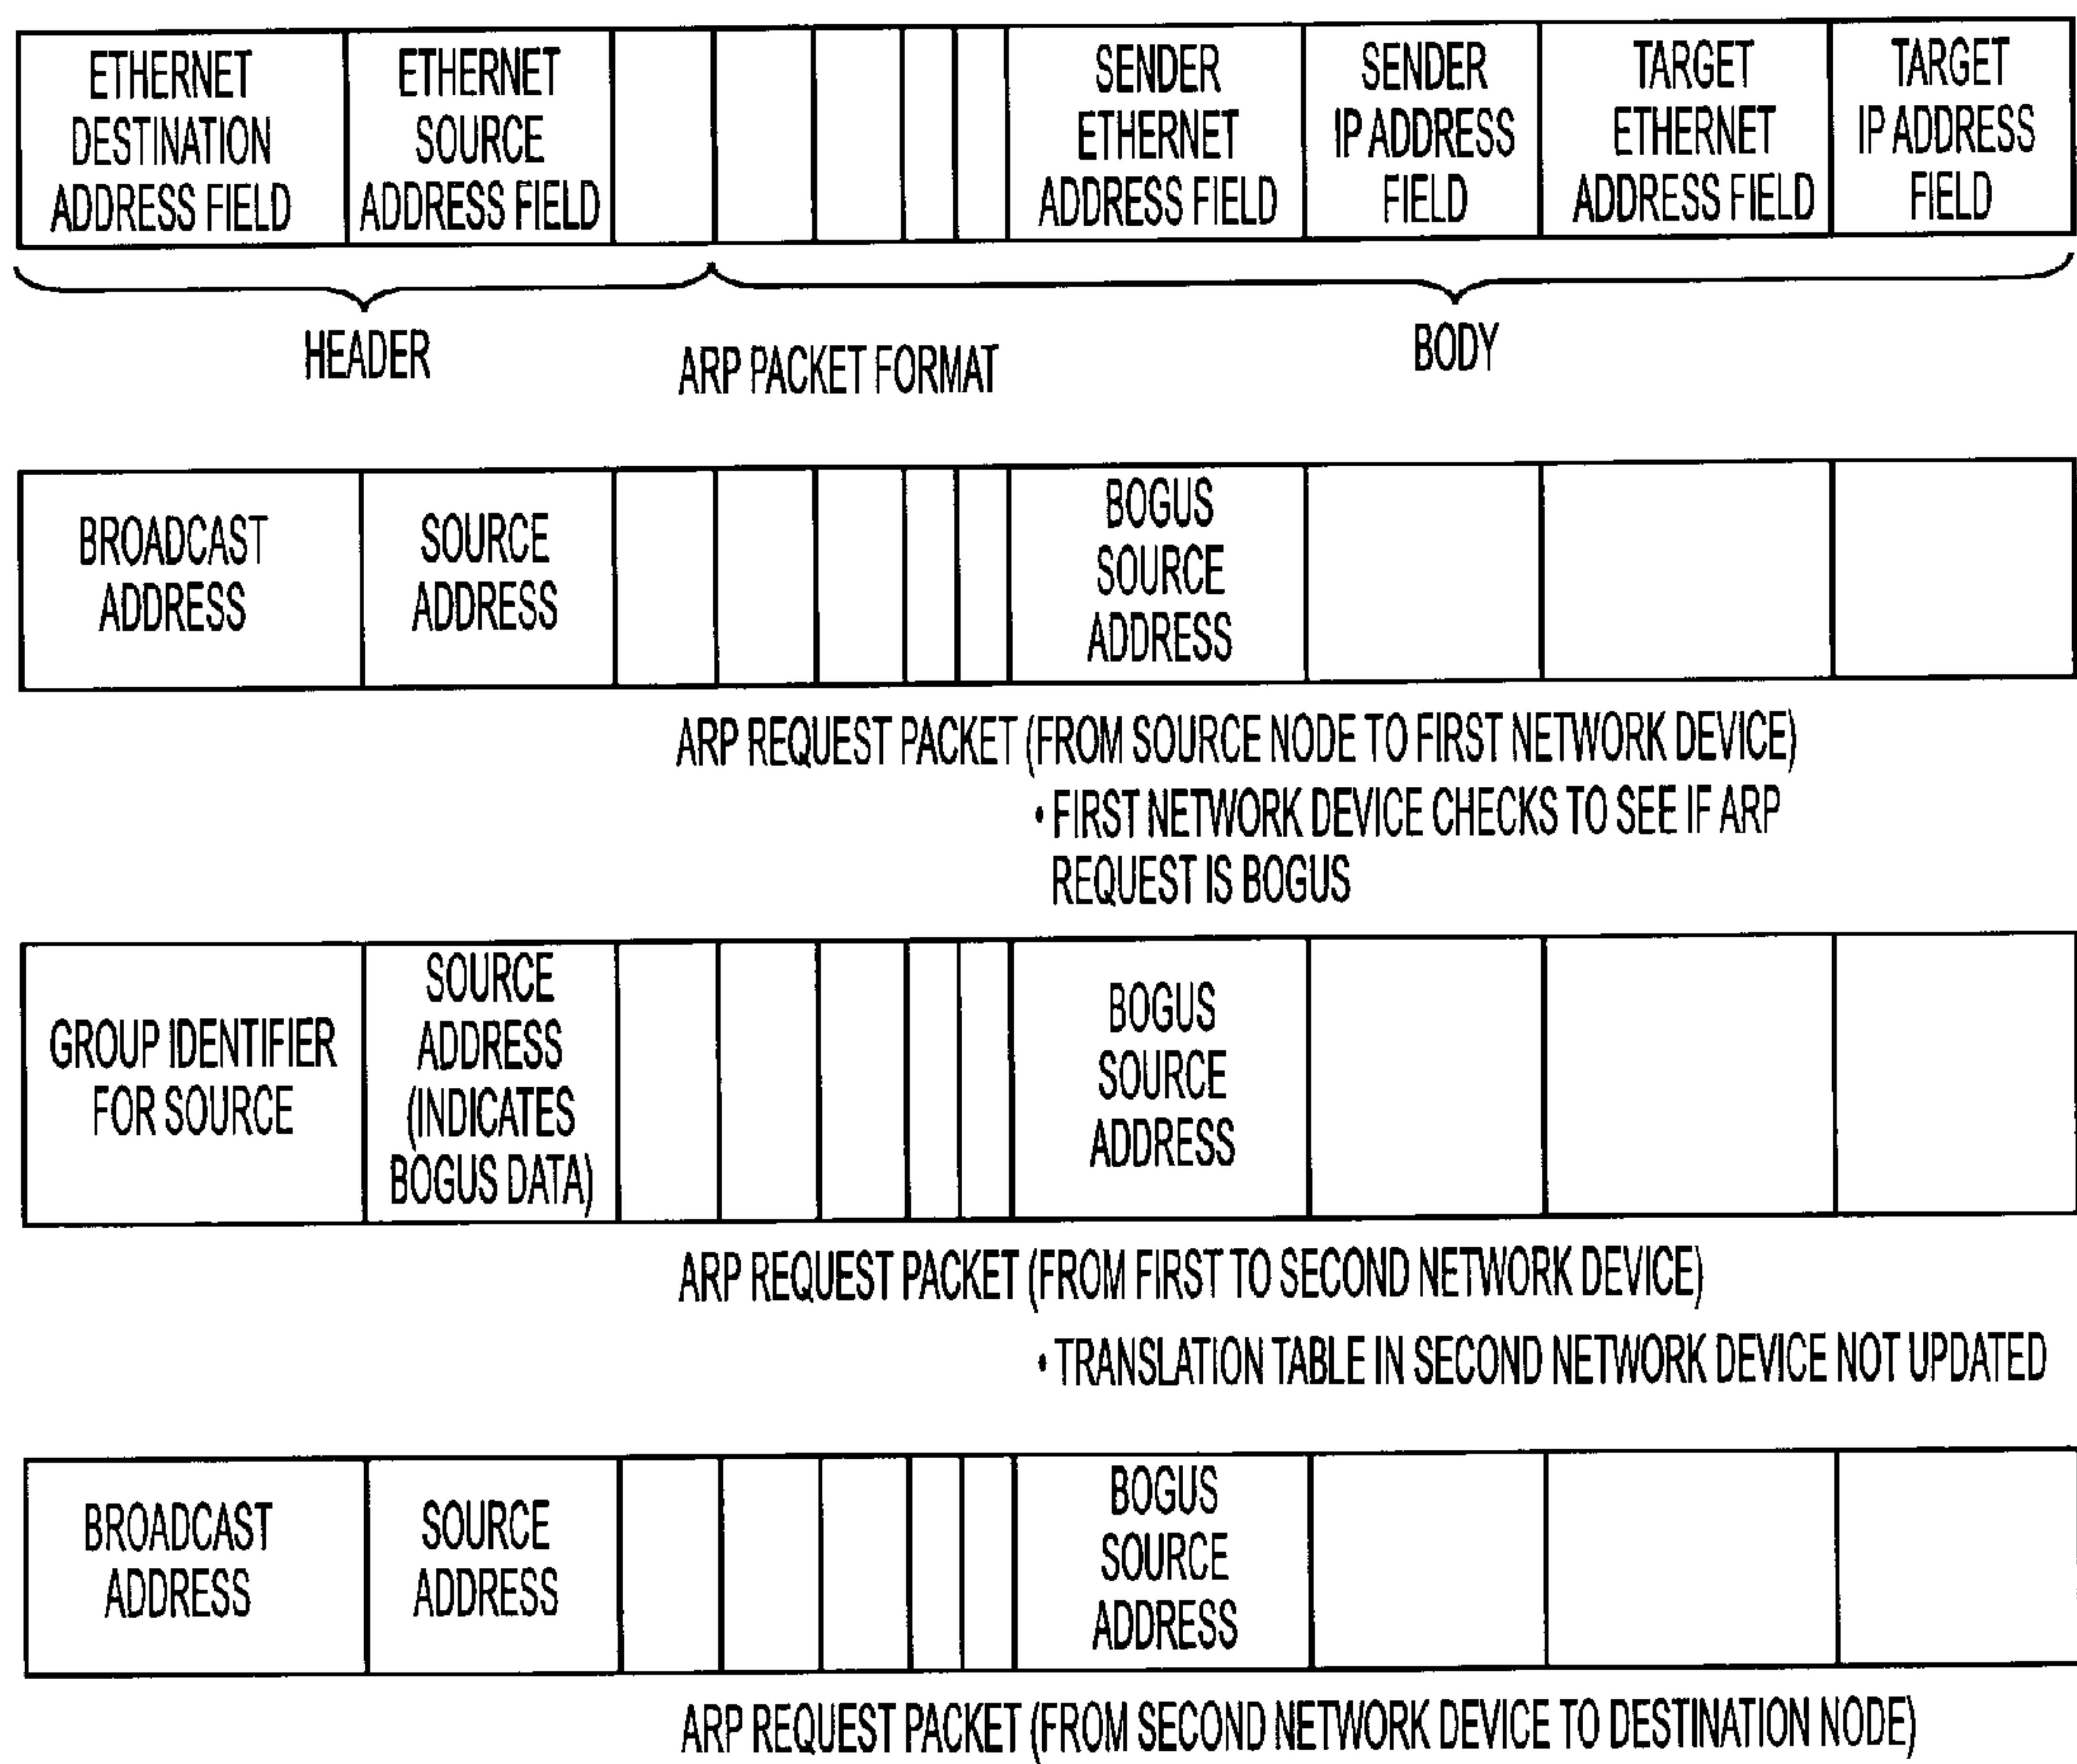 ETHERNET
DESTINATION
ADDRESS FIELD
ETHERNET
SOURCE
ADDRESS FIELD
SENDER
ETHERNET
ADDRESS FIELD
SENDER
IP ADDRESS
FIELD
TARGET
ETHERNET
ADDRESS FIELD
TARGET
IP ADDRESS
FIELD
HEADER
ARP PACKET FORMAT
BODY
BROADCAST
ADDRESS
SOURCE
ADDRESS
BOGUS
SOURCE
ADDRESS
ARP REQUEST PACKET (FROM SOURCE NODE TO FIRST NETWORK DEVICE)
• FIRST NETWORK DEVICE CHECKS TO SEE IF ARP
REQUEST IS BOGUS
GROUP IDENTIFIER
FOR SOURCE
SOURCE
ADDRESS
(INDICATES
BOGUS DATA)
BOGUS
SOURCE
ADDRESS
ARP REQUEST PACKET (FROM FIRST TO SECOND NETWORK DEVICE)
• TRANSLATION TABLE IN SECOND NETWORK DEVICE NOT UPDATED
BROADCAST
ADDRESS
SOURCE
ADDRESS
BOGUS
SOURCE
ADDRESS
ARP REQUEST PACKET (FROM SECOND NETWORK DEVICE TO DESTINATION NODE)